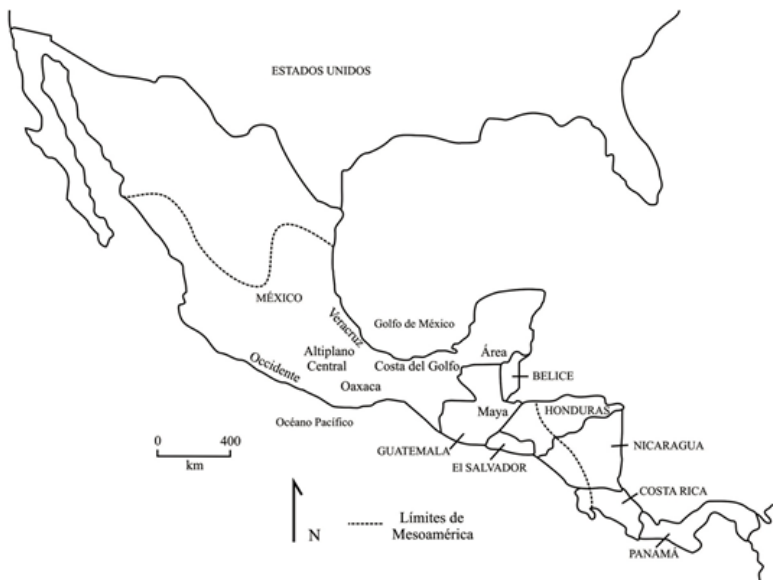 ESTADOS UNIDOS
MÉXICO
Veracruz
Golfo de México
Altiplano
Central
Costa del Golfo
Área
Occidente
Oaxaca
BELICE
Océano Pacífico
Maya
HONDURAS
GUATEMALA
El SALVADOR
NICARAGUA
0 400
km
COSTA RICA
N
Límites de
Mesoamérica
PANAMÁ